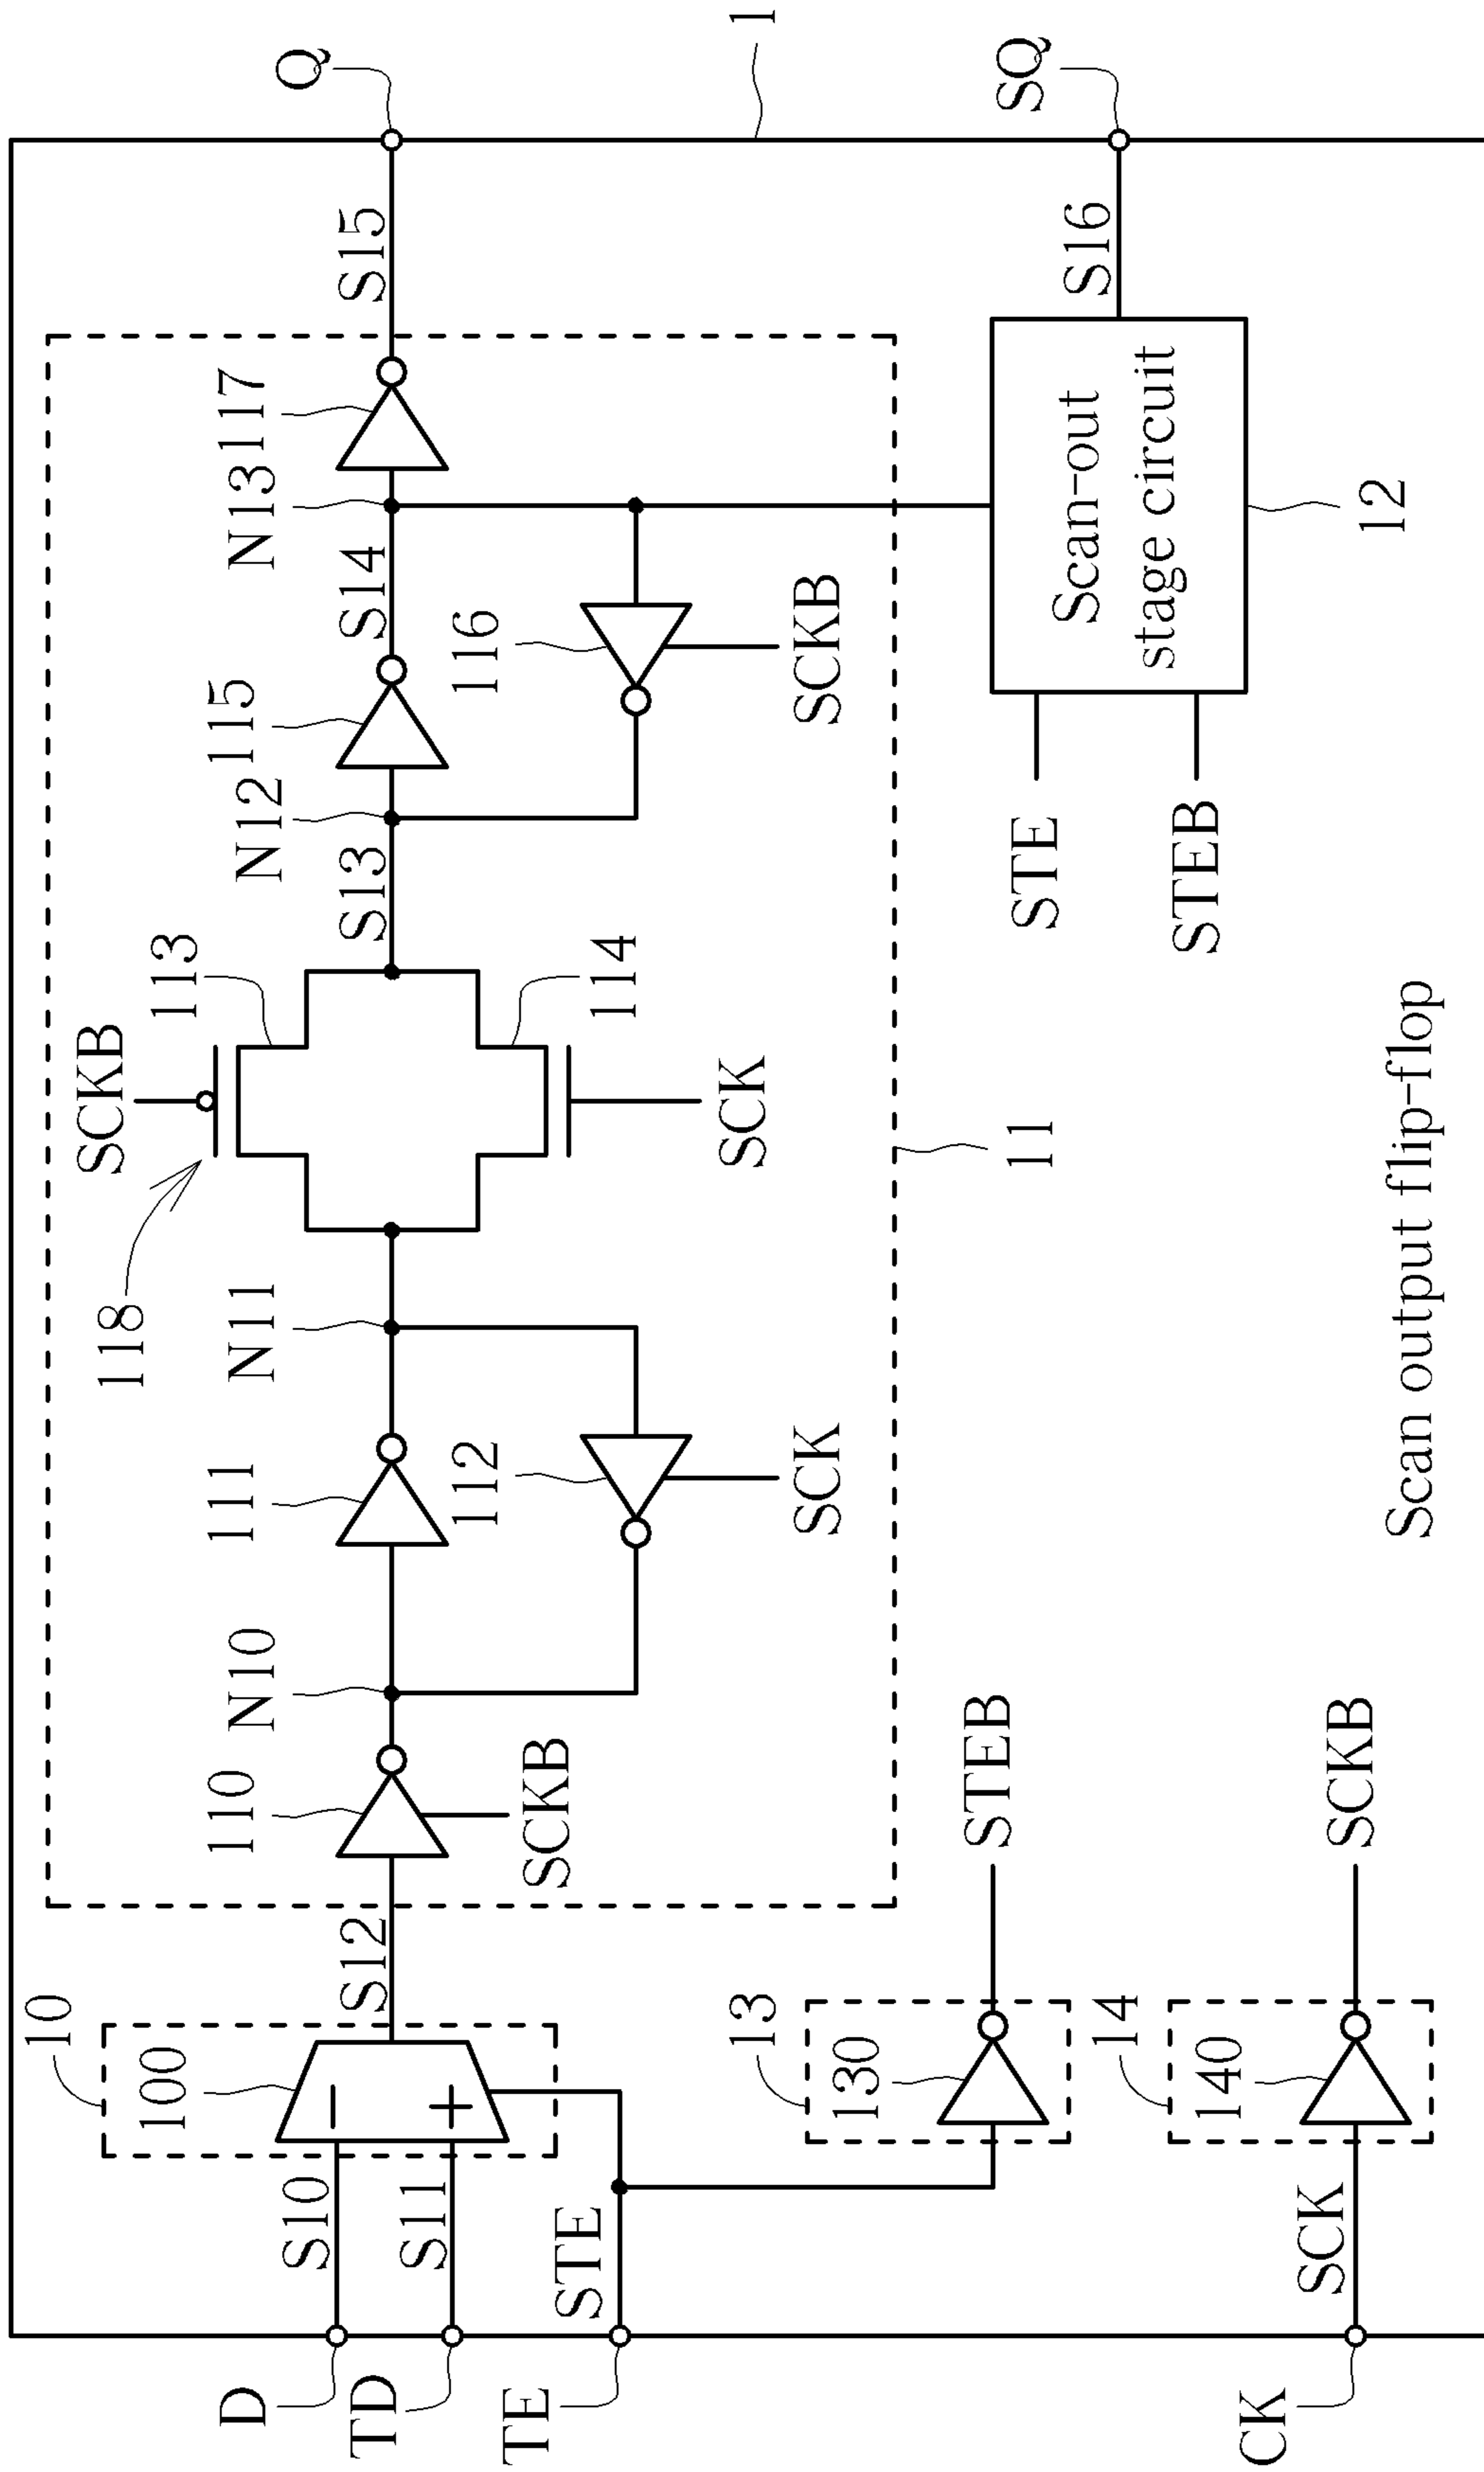 10
100
D
S10
TD
S11
TE
STE
S12
110
SCKB
N10
111
112
SCK
N11
118
SCKB
113
114
SCK
S13
N12
115
116
SCKB
S14
N13
117
S15
Q
1
11
13
130
STEB
14
140
CK
SCK
SCKB
STE
STEB
Scan-out
stage circuit
12
S16
SQ
Scan output flip-flop